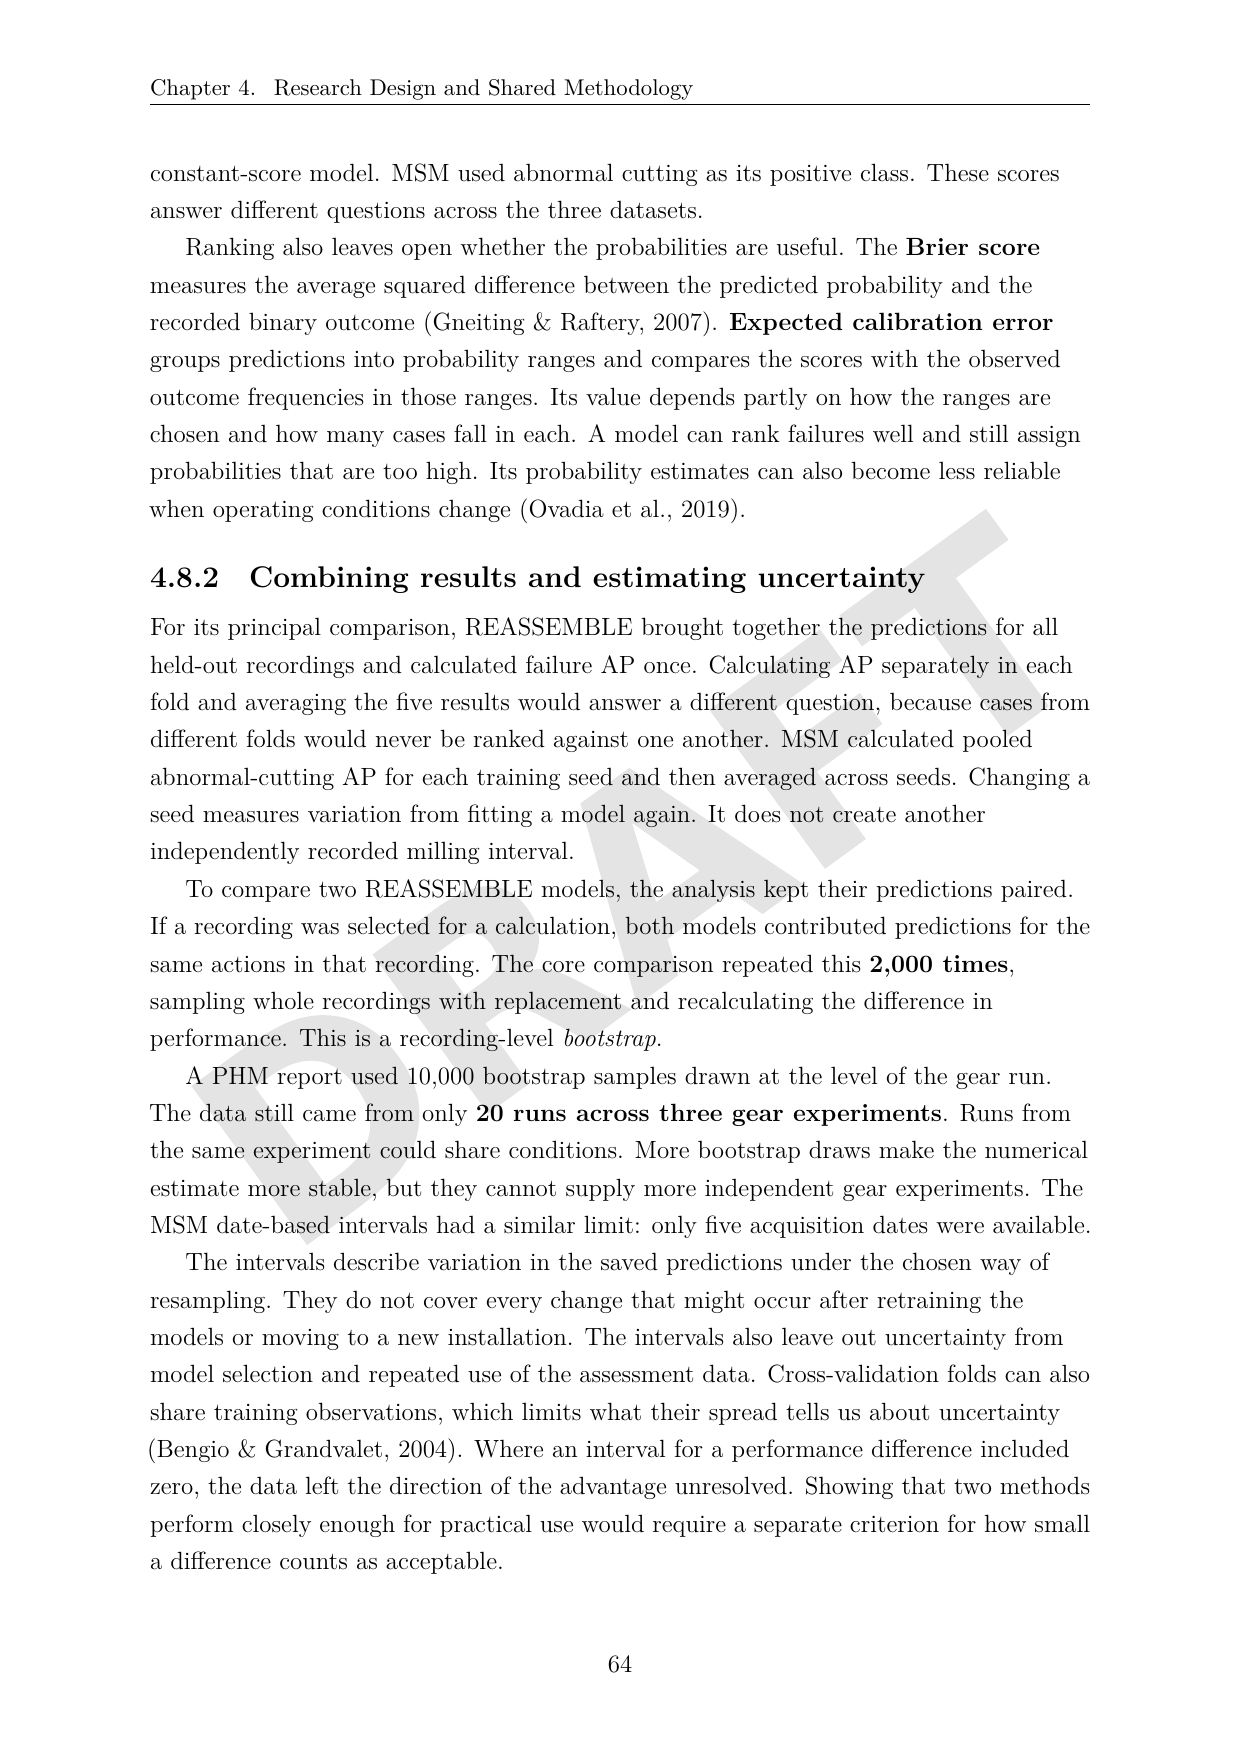 Chapter 4. Research Design and Shared Methodology
constant-score model. MSM used abnormal cutting as its positive class. These scores
answer different questions across the three datasets.
Ranking also leaves open whether the probabilities are useful. The Brier score
measures the average squared difference between the predicted probability and the
recorded binary outcome (Gneiting & Raftery, 2007). Expected calibration error
groups predictions into probability ranges and compares the scores with the observed
outcome frequencies in those ranges. Its value depends partly on how the ranges are
chosen and how many cases fall in each. A model can rank failures well and still assign
probabilities that are too high. Its probability estimates can also become less reliable
when operating conditions change (Ovadia et al., 2019).
4.8.2 Combining results and estimating uncertainty
For its principal comparison, REASSEMBLE brought together the predictions for all
held-out recordings and calculated failure AP once. Calculating AP separately in each
fold and averaging the five results would answer a different question, because cases from
different folds would never be ranked against one another. MSM calculated pooled
abnormal-cutting AP for each training seed and then averaged across seeds. Changing a
seed measures variation from fitting a model again. It does not create another
independently recorded milling interval.
To compare two REASSEMBLE models, the analysis kept their predictions paired.
If a recording was selected for a calculation, both models contributed predictions for the
same actions in that recording. The core comparison repeated this 2,000 times,
sampling whole recordings with replacement and recalculating the difference in
performance. This is a recording-level bootstrap.
A PHM report used 10,000 bootstrap samples drawn at the level of the gear run.
The data still came from only 20 runs across three gear experiments. Runs from
the same experiment could share conditions. More bootstrap draws make the numerical
estimate more stable, but they cannot supply more independent gear experiments. The
MSM date-based intervals had a similar limit: only five acquisition dates were available.
The intervals describe variation in the saved predictions under the chosen way of
resampling. They do not cover every change that might occur after retraining the
models or moving to a new installation. The intervals also leave out uncertainty from
model selection and repeated use of the assessment data. Cross-validation folds can also
share training observations, which limits what their spread tells us about uncertainty
(Bengio & Grandvalet, 2004). Where an interval for a performance difference included
zero, the data left the direction of the advantage unresolved. Showing that two methods
perform closely enough for practical use would require a separate criterion for how small
a difference counts as acceptable.
64
DRAFT